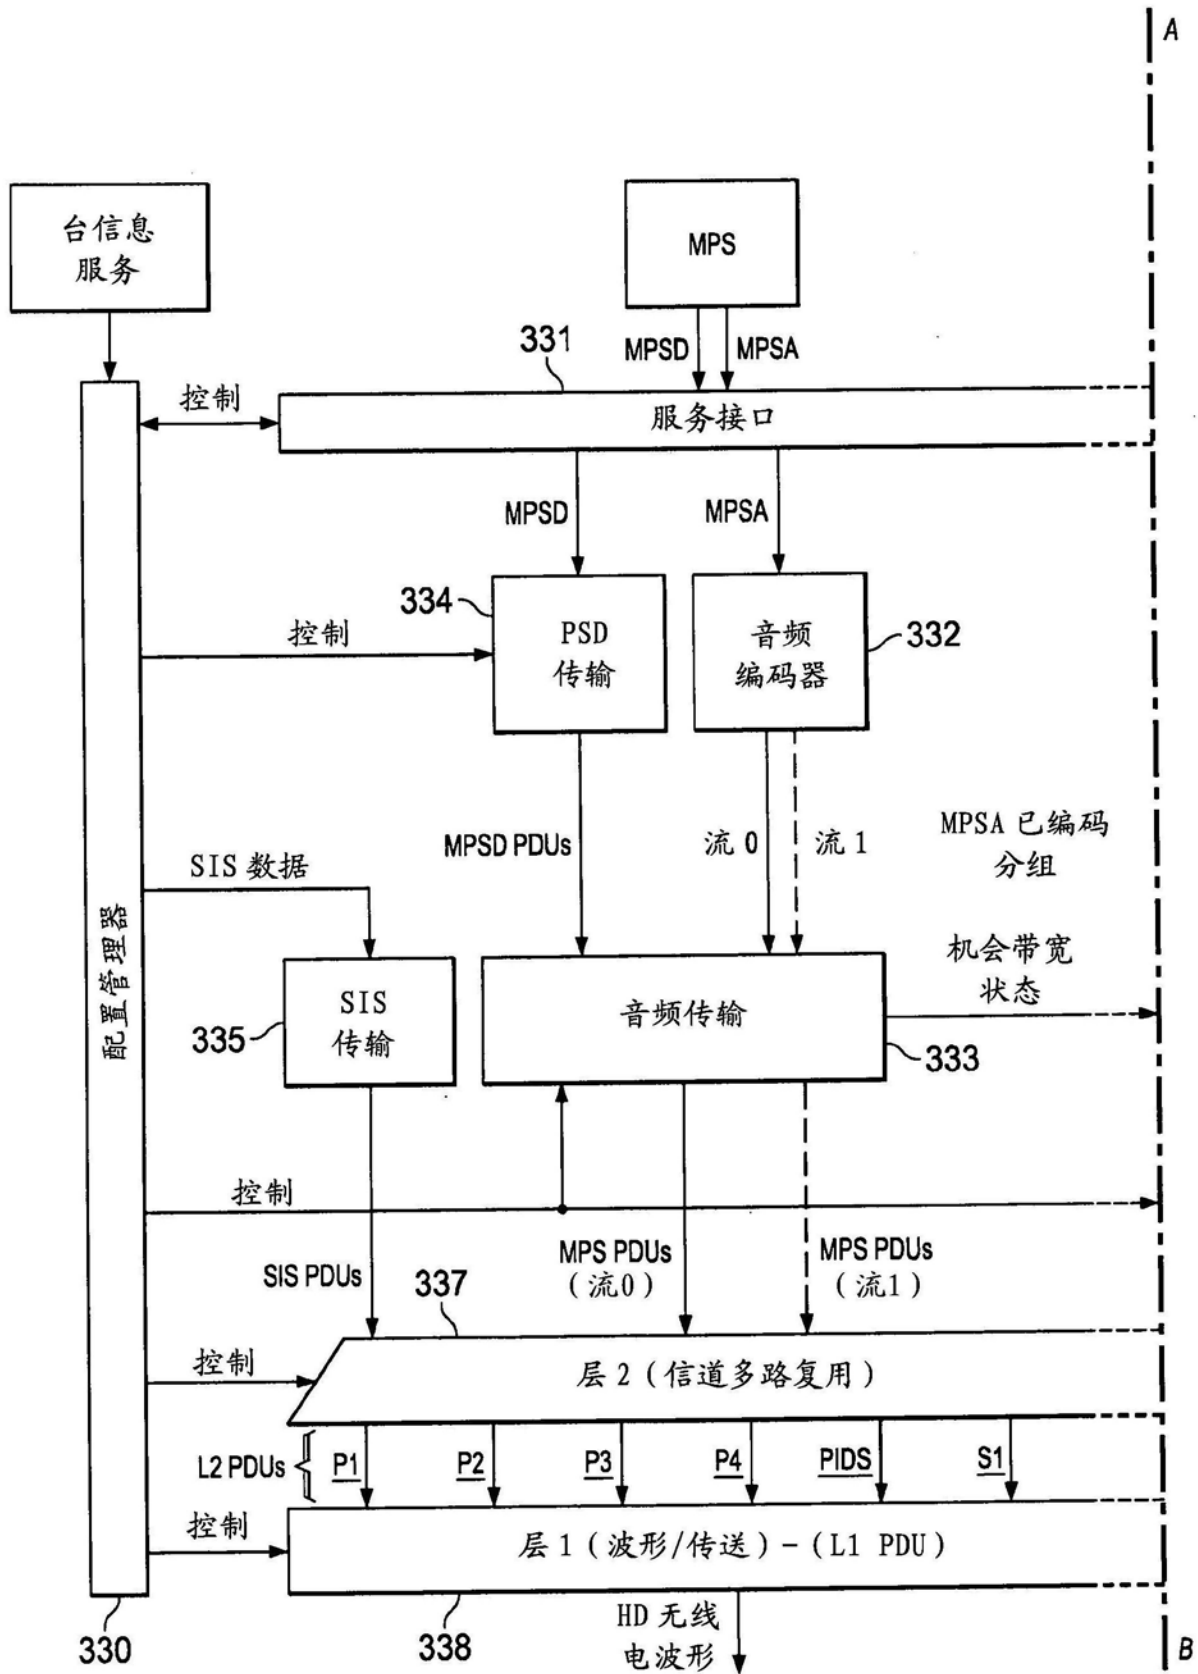 A
台信息
服务
MPS
MPSD
MPSA
331
控制
服务接口
MPSD
MPSA
334
控制
PSD
传输
音频
编码器
332
MPSD PDUs
流 0
流 1
MPSA 已编码
分组
SIS 数据
配置管理器
机会带宽
状态
SIS
传输
335
音频传输
333
控制
SIS PDUs
MPS PDUs
(流0)
MPS PDUs
(流1)
337
控制
层 2 (信道多路复用)
L2 PDUs
P1
P2
P3
P4
PIDS
S1
控制
层 1 (波形/传送) - (L1 PDU)
330
338
HD 无线
电波形
B